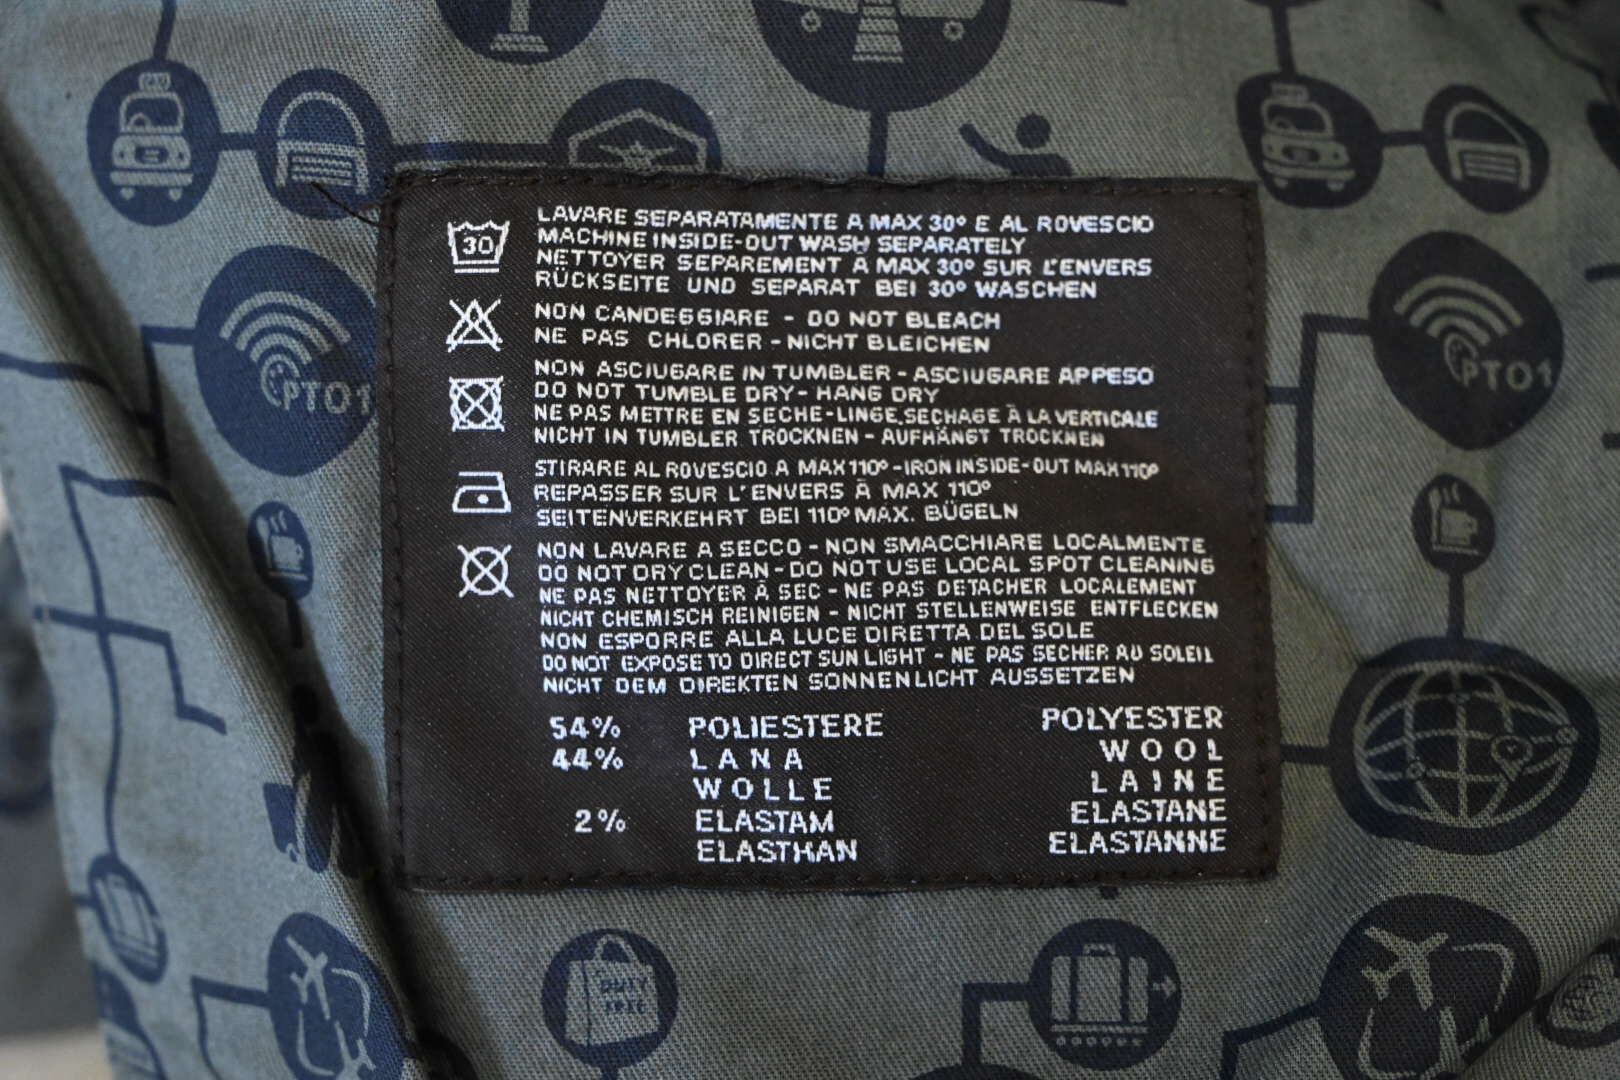 30
LAVARE SEPARATAMENTE A MAX 30° E AL ROVESCIO
MACHINE INSIDE-OUT WASH SEPARATELY
NETTOYER SEPAREMENT A MAX 30° SUR L'ENVERS
RÜCKSEITE UND SEPARAT BEI 30° WASCHEN
NON CANDEGGIARE - DO NOT BLEACH
NE PAS CHLORER - NICHT BLEICHEN
NON ASCIUGARE IN TUMBLER - ASCIUGARE APPESO
DO NOT TUMBLE DRY - HANG DRY
NE PAS METTRE EN SECHE-LINGE.SECHAGE À LA VERTICALE
NICHT IN TUMBLER TROCKNEN - AUFHÄNGT TROCKNEN
STIRARE AL ROVESCIO A MAX 110° - IRON INSIDE-OUT MAX 110°
REPASSER SUR L'ENVERS À MAX 110°
SEITENVERKEHRT BEI 110° MAX. BÜGELN
NON LAVARE A SECCO - NON SMACCHIARE LOCALMENTE
DO NOT DRY CLEAN - DO NOT USE LOCAL SPOT CLEANING
NE PAS NETTOYER À SEC - NE PAS DETACHER LOCALEMENT
NICHT CHEMISCH REINIGEN - NICHT STELLENWEISE ENTFLECKEN
NON ESPORRE ALLA LUCE DIRETTA DEL SOLE
DO NOT EXPOSE TO DIRECT SUN LIGHT - NE PAS SECHER AU SOLEIL
NICHT DEM DIREKTEN SONNENLICHT AUSSETZEN
54% POLIESTERE POLYESTER
44% LANA WOOL
WOLLE LAINE
2% ELASTAM ELASTANE
ELASTHAN ELASTANNE
PTO1
PTO1
DUTY
FREE